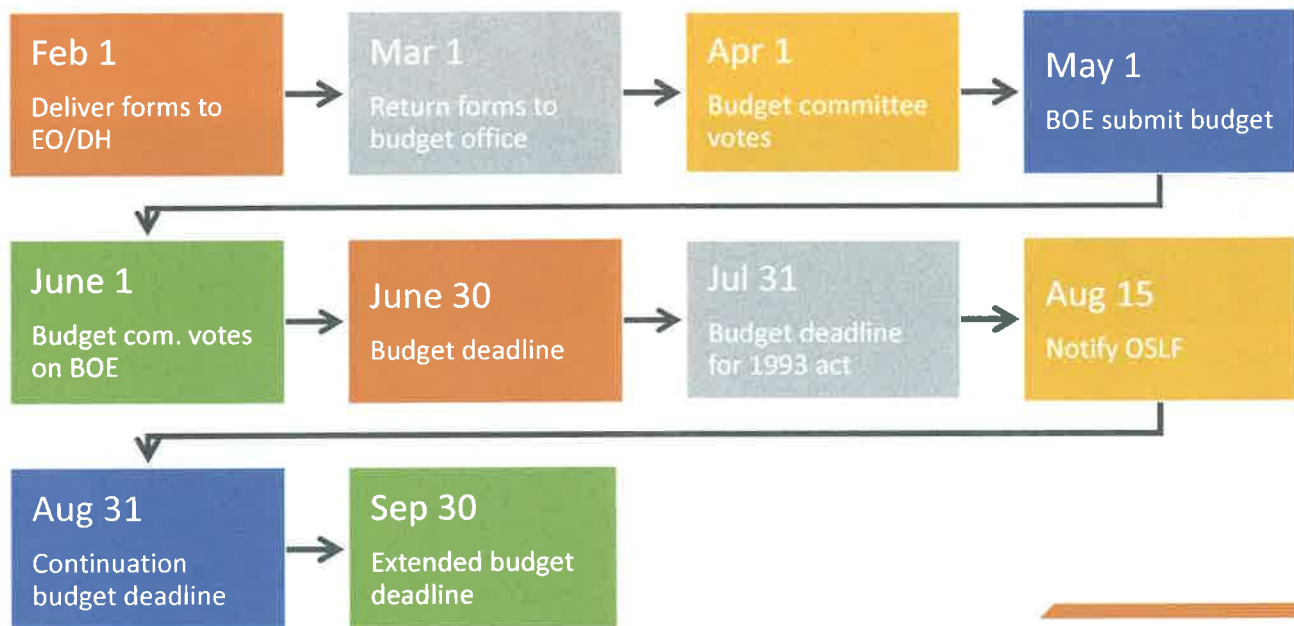 Feb 1
Deliver forms to
EO/DH
Mar 1
Return forms to
budget office
Apr 1
Budget committee
votes
May 1
BOE submit budget
June 1
Budget com. votes
on BOE
June 30
Budget deadline
Jul 31
Budget deadline
for 1993 act
Aug 15
Notify OSLF
Aug 31
Continuation
budget deadline
Sep 30
Extended budget
deadline